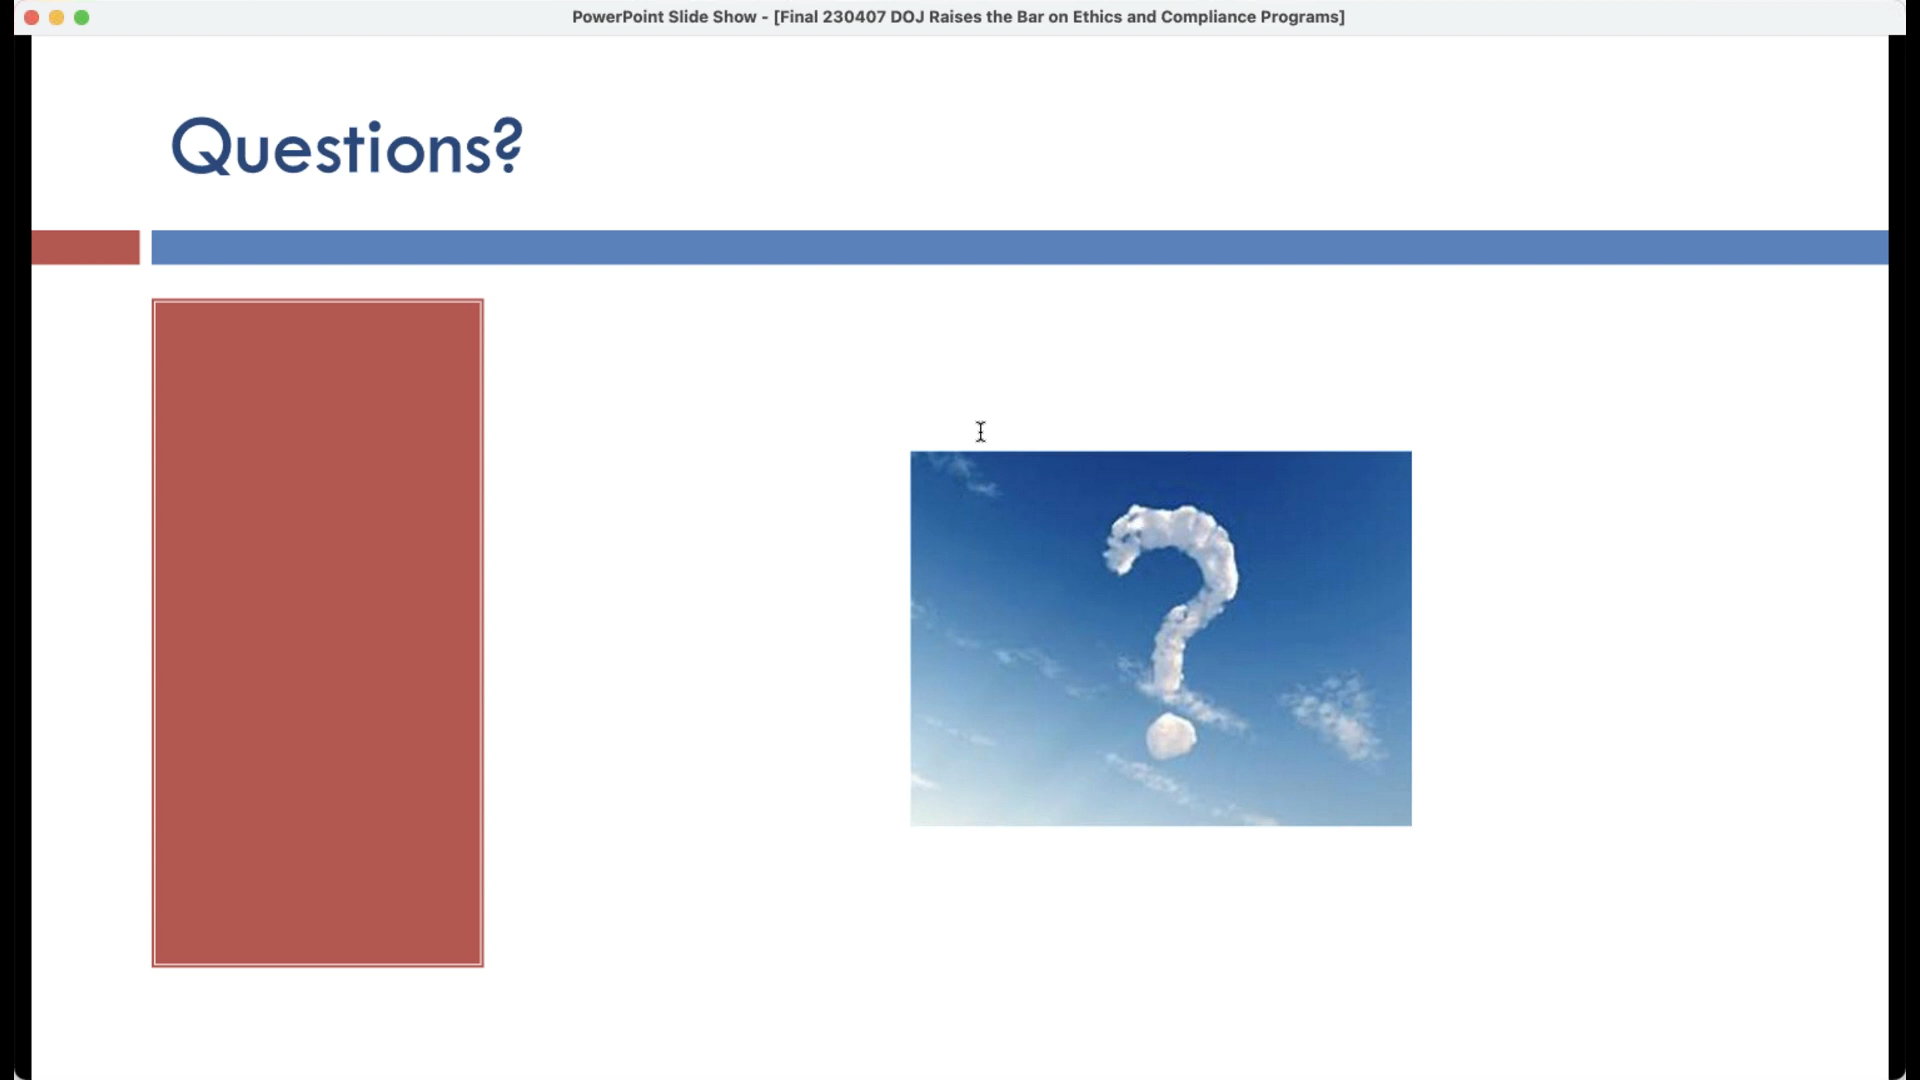 PowerPoint Slide Show - [Final 230407 DOJ Raises the Bar on Ethics and Compliance Programs]
Questions?
?